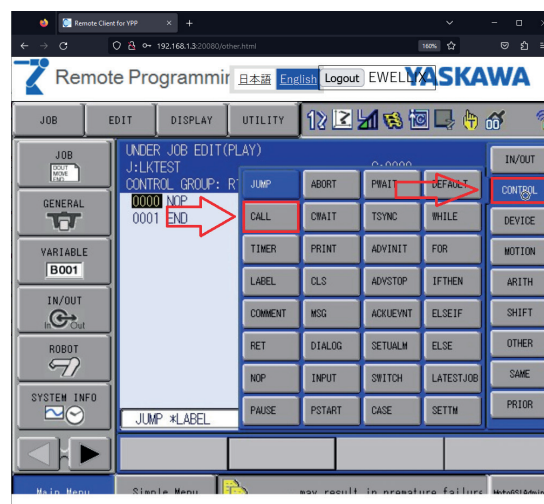 Remote Client for YPP
192.168.1.3:20080/other.html
160%
Remote Programmin 日本語 English Logout EWELLIX
YASKAWA
JOB EDIT DISPLAY UTILITY
JOB
DOUT
MOVE
END
GENERAL
VARIABLE
B001
IN/OUT
In Out
ROBOT
SYSTEM INFO
UNDER JOB EDIT(PLAY)
J:LKTEST
CONTROL GROUP: R
0000 NOP
0001 END
JUMP ABORT PWAIT DEFAULT
CALL CWAIT TSYNC WHILE
TIMER PRINT ADVINIT FOR
LABEL CLS ADVSTOP IFTHEN
COMMENT MSG ACKUEVNT ELSEIF
RET DIALOG SETUALM ELSE
NOP INPUT SWITCH LATESTJOB
PAUSE PSTART CASE SETTM
IN/OUT
CONTROL
DEVICE
MOTION
ARITH
SHIFT
OTHER
SAME
PRIOR
JUMP *LABEL
Main Menu Simple Menu may result in premature failure